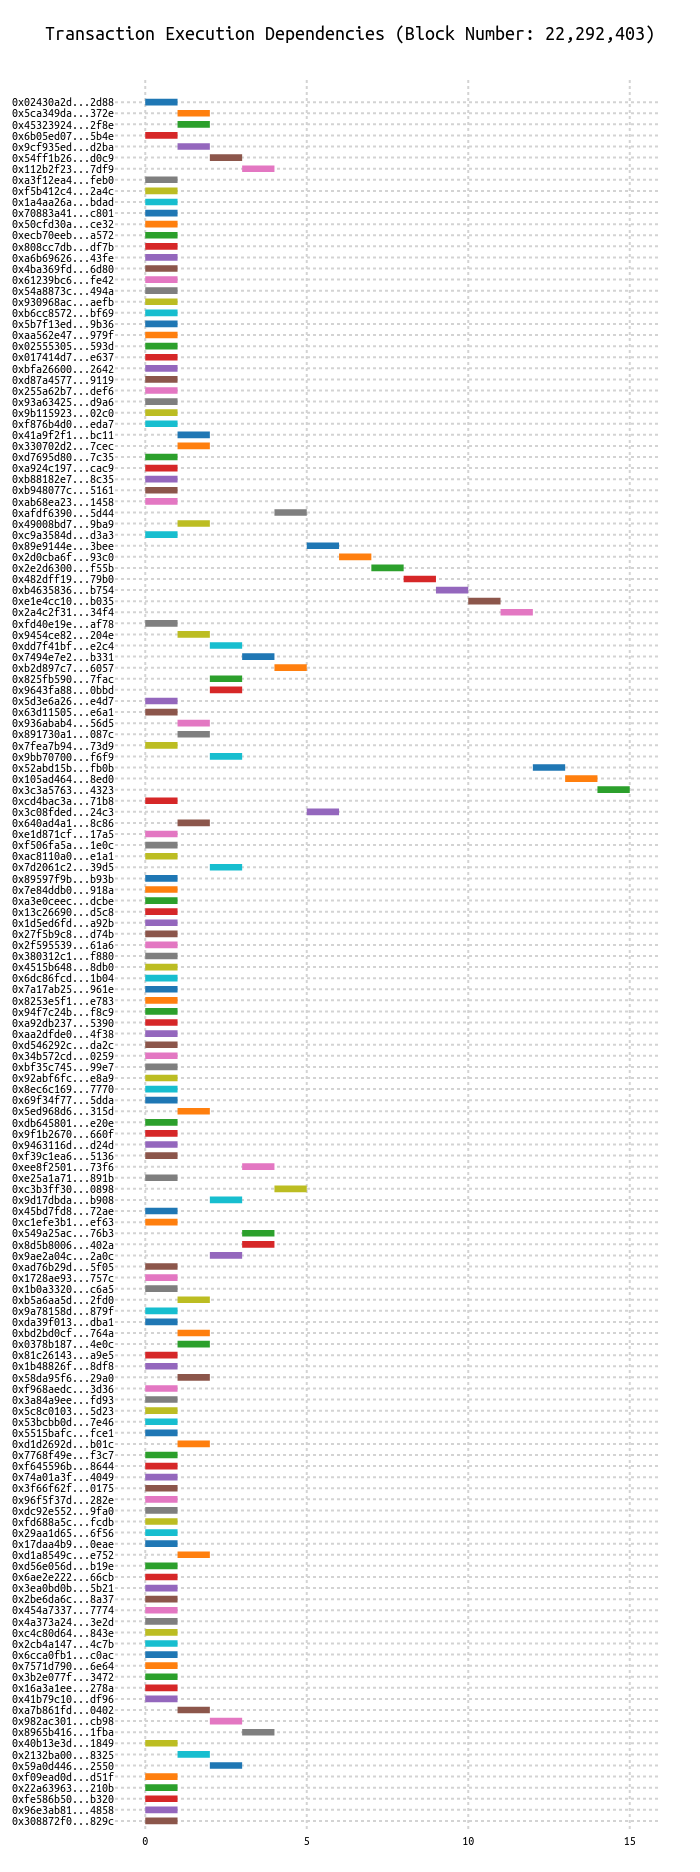 Transaction Execution Dependencies (Block Number: 22,292,403)
0x02430a2d...2d88
0x5ca349da...372e
0x45323924...2f8e
0x6b05ed07...5b4e
0x9cf935ed...d2ba
0x54ff1b26...d0c9
0x112b2f23...7df9
0xa3f12ea4...feb0
0xf5b412c4...2a4c
0x1a4aa26a...bdad
0x70883a41...c801
0x50cfd30a...ce32
0xecb70eeb...a572
0x808cc7db...df7b
0xa6b69626...43fe
0x4ba369fd...6d80
0x61239bc6...fe42
0x54a8873c...494a
0x930968ac...aefb
0xb6cc8572...bf69
0x5b7f13ed...9b36
0xaa562e47...979f
0x02555305...593d
0x017414d7...e637
0xbfa26600...2642
0xd87a4577...9119
0x255a62b7...def6
0x93a63425...d9a6
0x9b115923...02c0
0xf876b4d0...eda7
0x41a9f2f1...bc11
0x330702d2...7cec
0xd7695d80...7c35
0xa924c197...cac9
0xb88182e7...8c35
0xb948077c...5161
0xab68ea23...1458
0xafdf6390...5d44
0x49008bd7...9ba9
0xc9a3584d...d3a3
0x89e9144e...3bee
0x2d0cba6f...93c0
0x2e2d6300...f55b
0x482dff19...79b0
0xb4635836...b754
0xe1e4cc10...b035
0x2a4c2f31...34f4
0xfd40e19e...af78
0x9454ce82...204e
0xdd7f41bf...e2c4
0x7494e7e2...b331
0xb2d897c7...6057
0x825fb590...7fac
0x9643fa88...0bbd
0x5d3e6a26...e4d7
0x63d11505...e6a1
0x936abab4...56d5
0x891730a1...087c
0x7fea7b94...73d9
0x9bb70700...f6f9
0x52abd15b...fb0b
0x105ad464...8ed0
0x3c3a5763...4323
0xcd4bac3a...71b8
0x3c08fded...24c3
0x640ad4a1...8c86
0xe1d871cf...17a5
0xf506fa5a...1e0c
0xac8110a0...e1a1
0x7d2061c2...39d5
0x89597f9b...b93b
0x7e84ddb0...918a
0xa3e0ceec...dcbe
0x13c26690...d5c8
0x1d5ed6fd...a92b
0x27f5b9c8...d74b
0x2f595539...61a6
0x380312c1...f880
0x4515b648...8db0
0x6dc86fcd...1b04
0x7a17ab25...961e
0x8253e5f1...e783
0x94f7c24b...f8c9
0xa92db237...5390
0xaa2dfde0...4f38
0xd546292c...da2c
0x34b572cd...0259
0xbf35c745...99e7
0x92abf6fc...e8a9
0x8ec6c169...7770
0x69f34f77...5dda
0x5ed968d6...315d
0xdb645801...e20e
0x9f1b2670...660f
0x9463116d...d24d
0xf39c1ea6...5136
0xee8f2501...73f6
0xe25a1a71...891b
0xc3b3ff30...0898
0x9d17dbda...b908
0x45bd7fd8...72ae
0xc1efe3b1...ef63
0x549a25ac...76b3
0x8d5b8006...402a
0x9ae2a04c...2a0c
0xad76b29d...5f05
0x1728ae93...757c
0x1b0a3320...c6a5
0xb5a6aa5d...2fd0
0x9a78158d...879f
0xda39f013...dba1
0xbd2bd0cf...764a
0x0378b187...4e0c
0x81c26143...a9e5
0x1b48826f...8df8
0x58da95f6...29a0
0xf968aedc...3d36
0x3a84a9ee...fd93
0x5c8c0103...5d23
0x53bcbb0d...7e46
0x5515bafc...fce1
0xd1d2692d...b01c
0x7768f49e...f3c7
0xf645596b...8644
0x74a01a3f...4049
0x3f66f62f...0175
0x96f5f37d...282e
0xdc92e552...9fa0
0xfd688a5c...fcdb
0x29aa1d65...6f56
0x17daa4b9...0eae
0xd1a8549c...e752
0xd56e056d...b19e
0x6ae2e222...66cb
0x3ea0bd0b...5b21
0x2be6da6c...8a37
0x454a7337...7774
0x4a373a24...3e2d
0xc4c80d64...843e
0x2cb4a147...4c7b
0x6cca0fb1...c0ac
0x7571d790...6e64
0x3b2e077f...3472
0x16a3a1ee...278a
0x41b79c10...df96
0xa7b861fd...0402
0x982ac301...cb98
0x8965b416...1fba
0x40b13e3d...1849
0x2132ba00...8325
0x59a0d446...2550
0xf09ead0d...d51f
0x22a63963...210b
0xfe586b50...b320
0x96e3ab81...4858
0x308872f0...829c
0 5 10 15